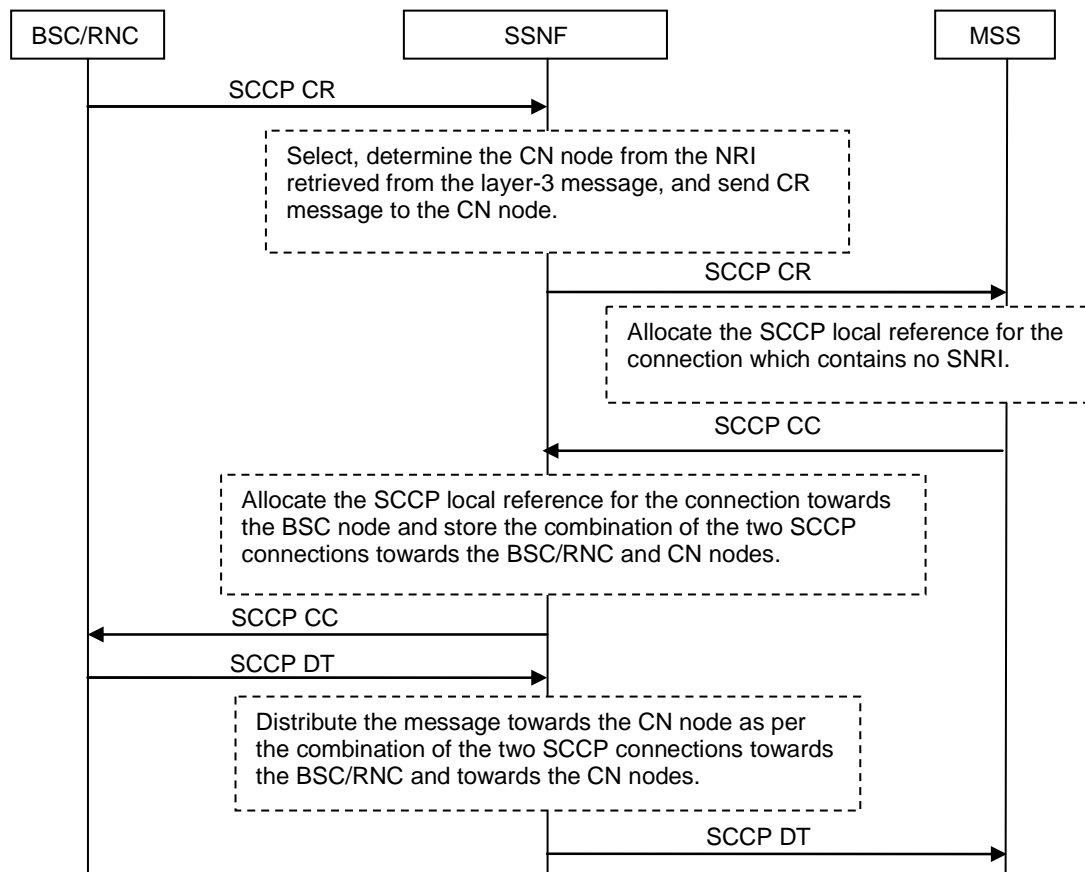 BSC/RNC
SSNF
MSS
SCCP CR
Select, determine the CN node from the NRI
retrieved from the layer-3 message, and send CR
message to the CN node.
SCCP CR
Allocate the SCCP local reference for the
connection which contains no SNRI.
SCCP CC
Allocate the SCCP local reference for the connection towards
the BSC node and store the combination of the two SCCP
connections towards the BSC/RNC and CN nodes.
SCCP CC
SCCP DT
Distribute the message towards the CN node as per
the combination of the two SCCP connections towards
the BSC/RNC and towards the CN nodes.
SCCP DT